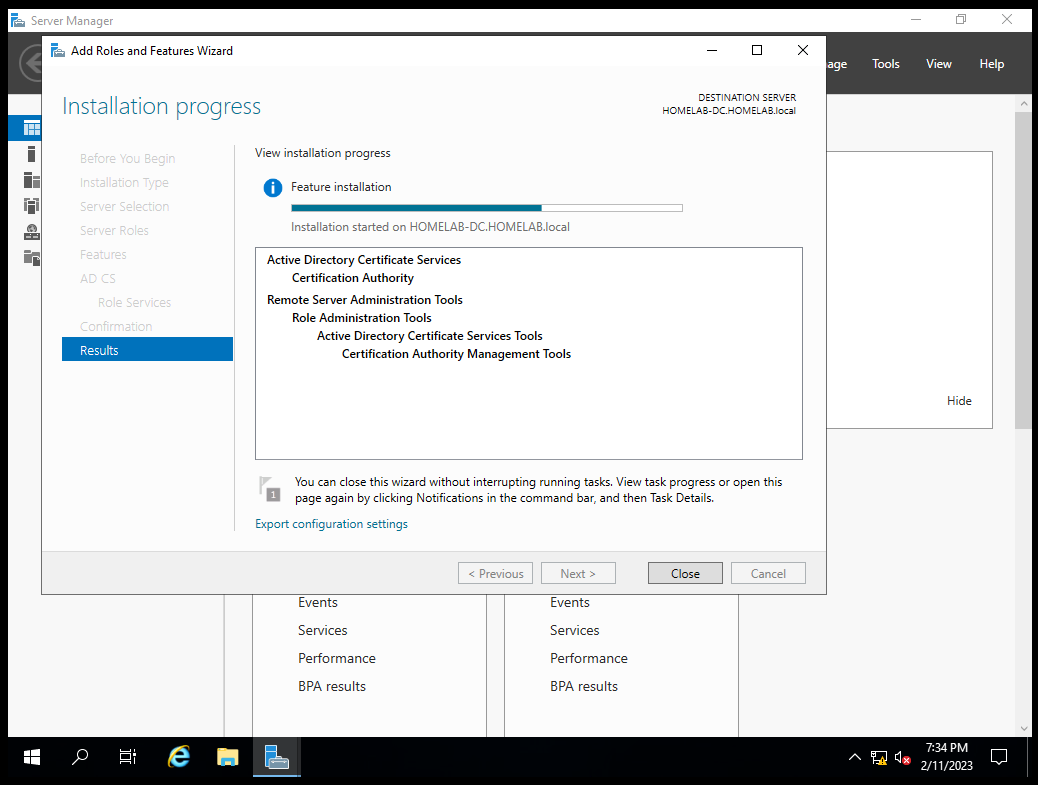 Server Manager
Add Roles and Features Wizard
Tools
View
Help
Installation progress
DESTINATION SERVER
HOMELAB-DC.HOMELAB.local
Before You Begin
Installation Type
Server Selection
Server Roles
Features
AD CS
Role Services
Confirmation
Results
View installation progress
Feature installation
Installation started on HOMELAB-DC.HOMELAB.local
Active Directory Certificate Services
Certification Authority
Remote Server Administration Tools
Role Administration Tools
Active Directory Certificate Services Tools
Certification Authority Management Tools
Hide
1
You can close this wizard without interrupting running tasks. View task progress or open this
page again by clicking Notifications in the command bar, and then Task Details.
Export configuration settings
< Previous
Next >
Close
Cancel
Events
Services
Performance
BPA results
Events
Services
Performance
BPA results
7:34 PM
2/11/2023